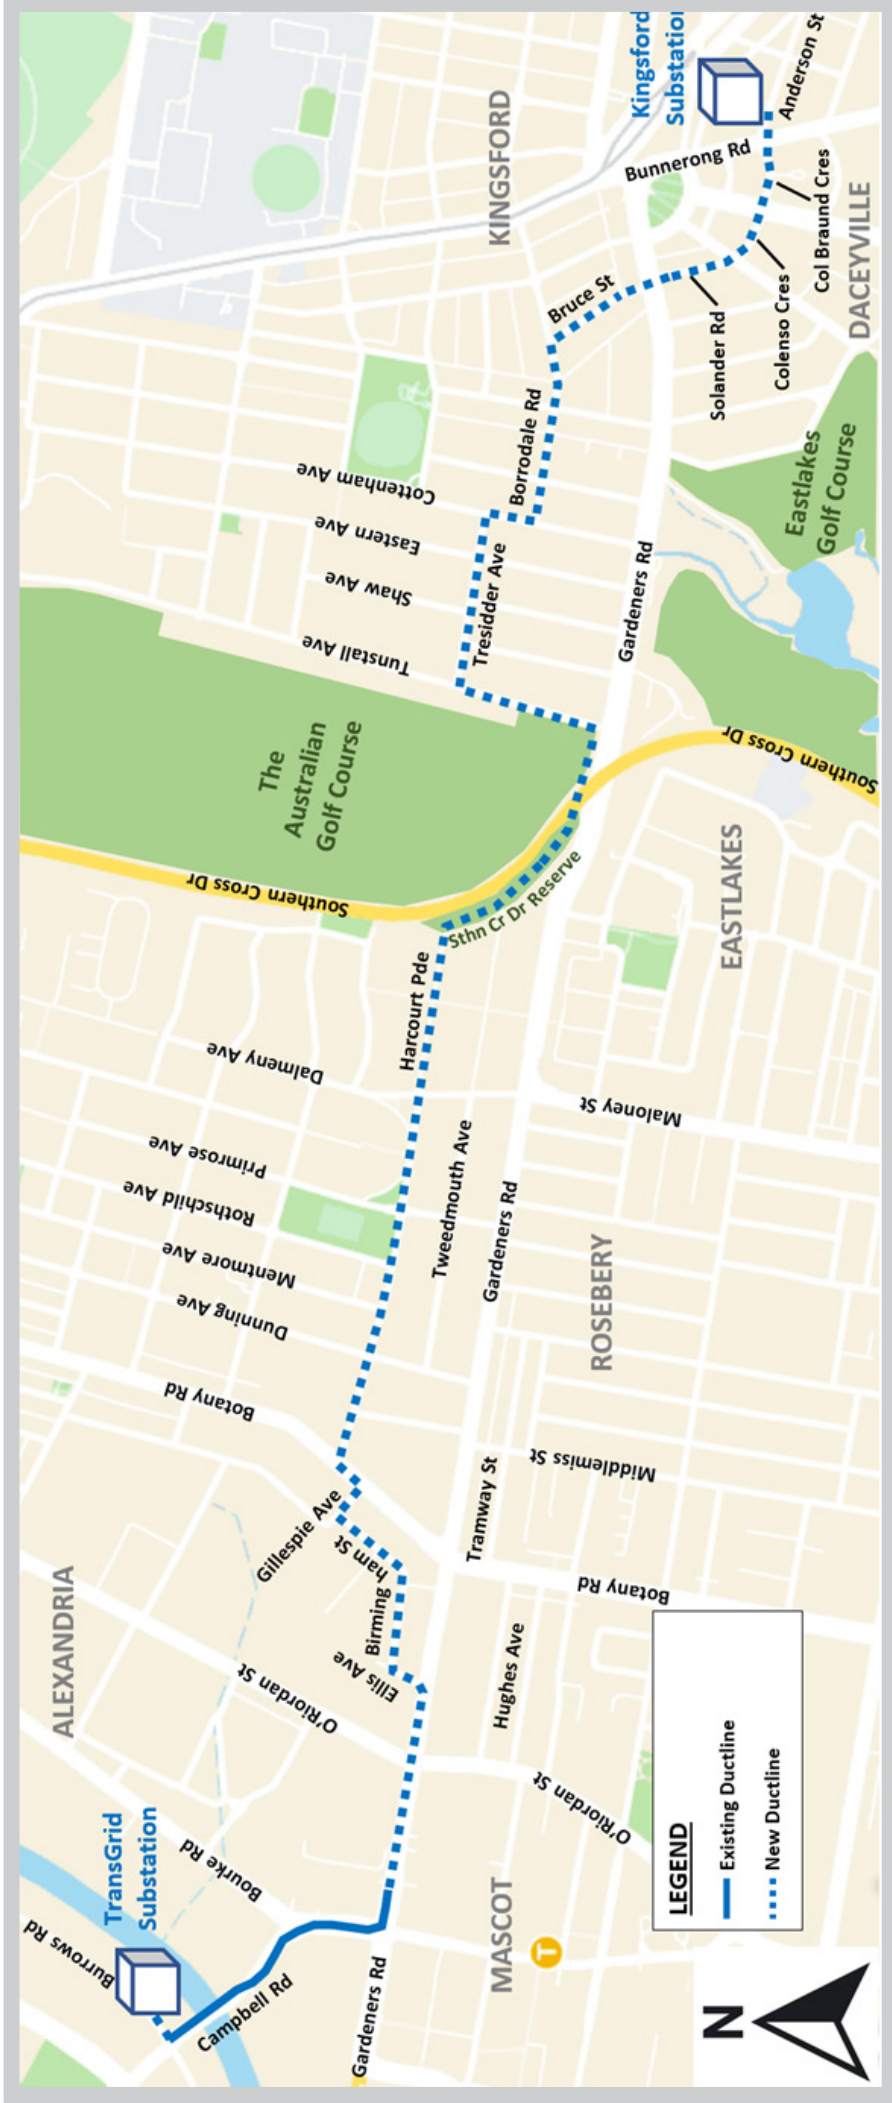 TransGrid
Substation
Burrows Rd
Campbell Rd
Bourke Rd
Gardeners Rd
ALEXANDRIA
MASCOT
T
O'Riordan St
O'Riordan St
Ellis Ave
Birming
ham St
Gillespie Ave
Hughes Ave
Tramway St
Botany Rd
Botany Rd
Middlemiss St
Dunning Ave
Mentmore Ave
Rothschild Ave
Primrose Ave
Dalmeny Ave
Tweedmouth Ave
Gardeners Rd
ROSEBERY
Harcourt Pde
Maloney St
Southern Cross Dr
Sthn Cr Dr Reserve
EASTLAKES
The
Australian
Golf Course
Southern Cross Dr
Tunstall Ave
Shaw Ave
Eastern Ave
Cottenham Ave
Tresidder Ave
Gardeners Rd
Borrodale Rd
Eastlakes
Golf Course
Bruce St
KINGSFORD
Solander Rd
Colenso Cres
Col Braund Cres
DACEYVILLE
Bunnerong Rd
Anderson St
Kingsford
Substation
N
LEGEND
Existing Ductline
New Ductline